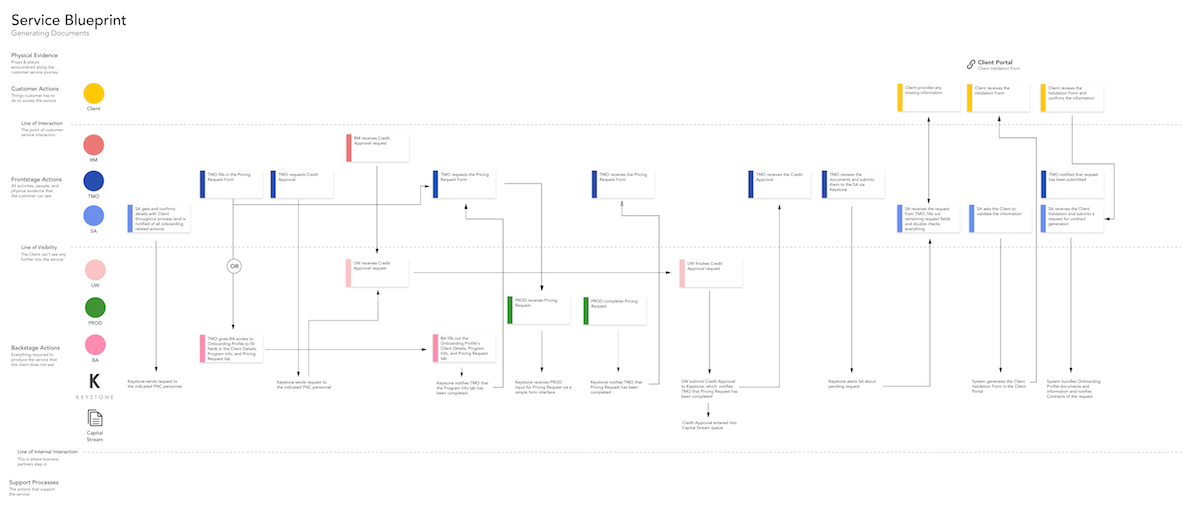 Service Blueprint
Generating Documents
Physical Evidence
Props & places
encountered along the
customer service journey
Client Portal
Client Validation Form
Customer Actions
Things customer has to
do to access the service
Client
Client provides any
missing information
Client receives the
Validation Form
Client reviews the
Validation Form and
confirms the information
Line of Interaction
The point of customer-
service interaction
RM
RM receives Credit
Approval request
Frontstage Actions
All activities, people, and
physical evidence that
the customer can see
TMO
TMO fills in the Pricing
Request Form
TMO requests Credit
Approval
TMO requests the Pricing
Request Form
TMO receives the Pricing
Request Form
TMO receives the Credit
Approval
TMO reviews the
documents and submits
them to the SA via
Keystone
TMO notified that request
has been submitted
SA
SA gets and confirms
details with Client
throughout process (and is
notified of all onboarding
related actions)
SA receives the request
from TMO, fills out
remaining request fields
and double checks
everything
SA asks the Client to
validate the information
SA receives the Client
Validation and submits a
request for contract
generation
Line of Visibility
The Client can't see any
further into the service
OR
UW
UW receives Credit
Approval request
UW finishes Credit
Approval request
PROD
PROD receives Pricing
Request
PROD completes Pricing
Request
Backstage Actions
Everything required to
produce the service that
the client does not see
BA
TMO gives BA access to
Onboarding Profile to fill
fields in the Client Details,
Program Info, and Pricing
Request tab
BA fills out the
Onboarding Profile's
Client Details, Program
Info, and Pricing Request
tab
K
KEYSTONE
Keystone sends request to
the indicated PNC personnel
Keystone sends request to
the indicated PNC personnel
Keystone notifies TMO that
the Program Info tab has
been completed
Keystone receives PROD
input for Pricing Request via a
simple form interface
Keystone notifies TMO that
Pricing Request has been
completed
UW submits Credit Approval
to Keystone, which notifies
TMO that Pricing Request has
been completed
Keystone alerts SA about
pending request
System generates the Client
Validation Form in the Client
Portal
System bundles Onboarding
Profile documents and
information and notifies
Contracts of the request
Capital
Stream
Credit Approval entered into
Capital Stream queue
Line of Internal Interaction
This is where business
partners step in
Support Processes
The actions that support
the service